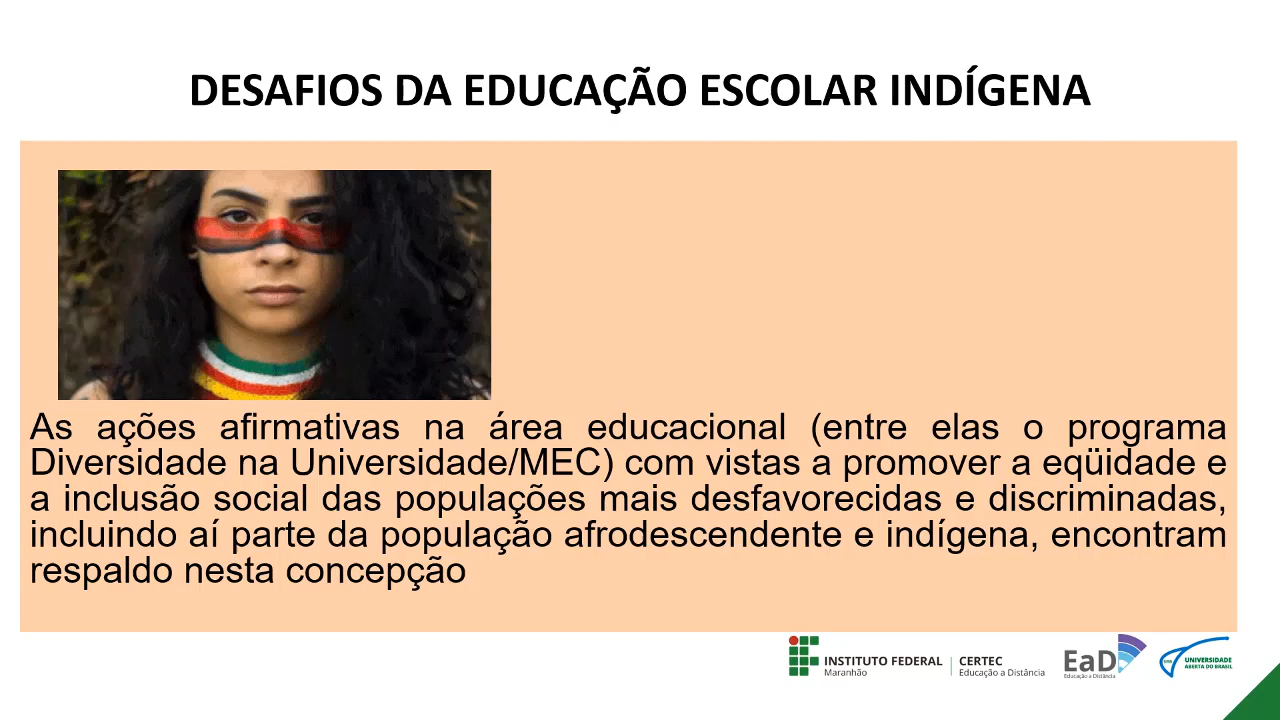 DESAFIOS DA EDUCAÇÃO ESCOLAR INDÍGENA
As ações afirmativas na área educacional (entre elas o programa
Diversidade na Universidade/MEC) com vistas a promover a eqüidade e
a inclusão social das populações mais desfavorecidas e discriminadas,
incluindo aí parte da população afrodescendente e indígena, encontram
respaldo nesta concepção
INSTITUTO FEDERAL
Maranhão
CERTEC
Educação a Distância
EaD
Educação a Distância
UAB
UNIVERSIDADE
ABERTA DO BRASIL